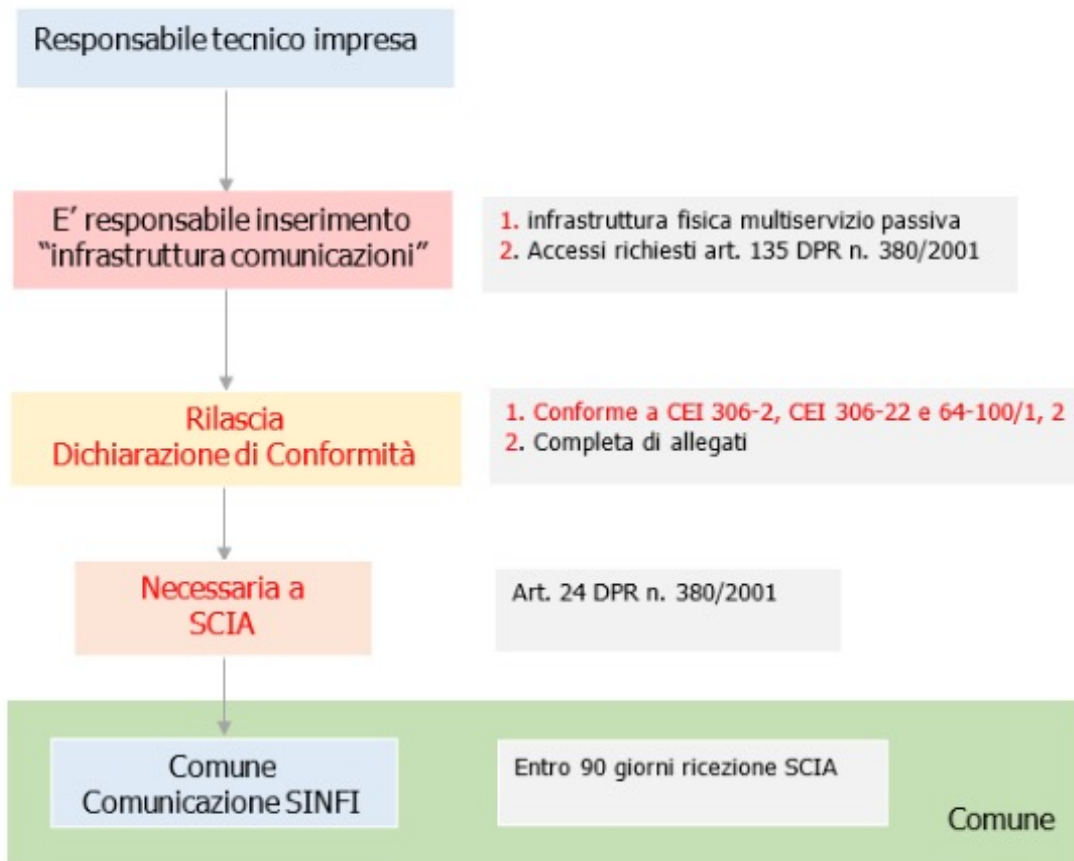 Responsabile tecnico impresa
E’ responsabile inserimento
“infrastruttura comunicazioni”
1. infrastruttura fisica multiservizio passiva
2. Accessi richiesti art. 135 DPR n. 380/2001
Rilascia
Dichiarazione di Conformità
1. Conforme a CEI 306-2, CEI 306-22 e 64-100/1, 2
2. Completa di allegati
Necessaria a
SCIA
Art. 24 DPR n. 380/2001
Comune
Comunicazione SINFI
Entro 90 giorni ricezione SCIA
Comune